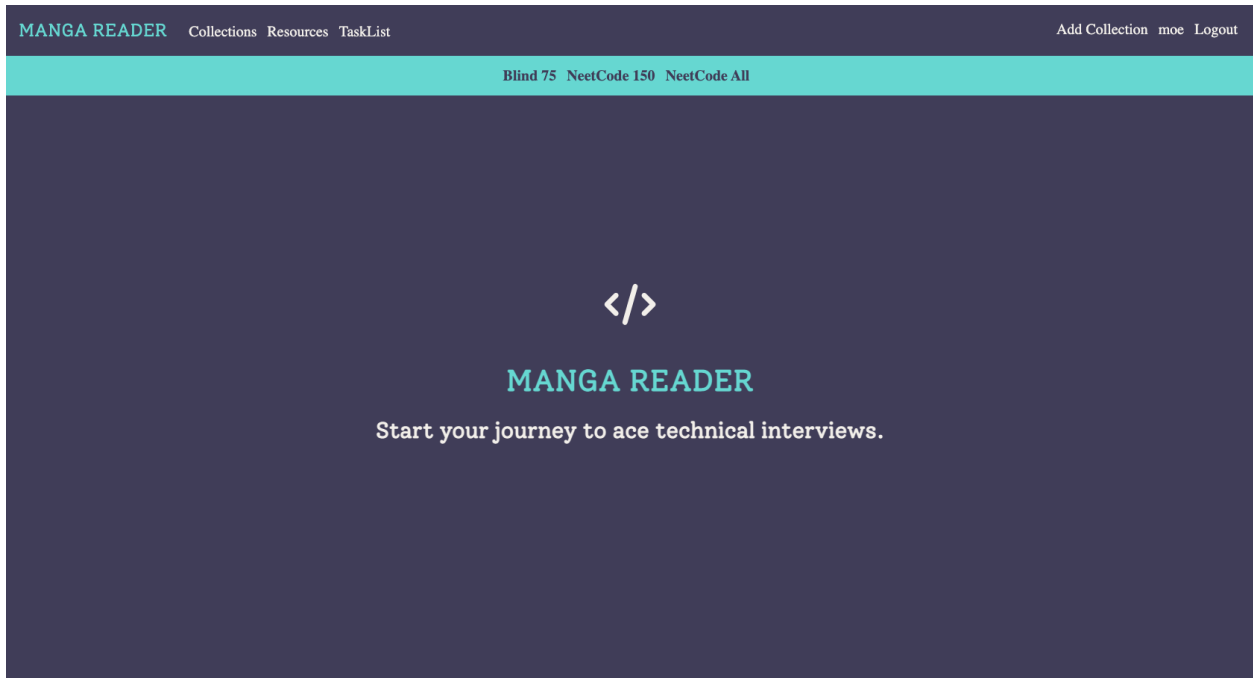 MANGA READER Collections Resources TaskList Add Collection moe Logout
Blind 75 NeetCode 150 NeetCode All
</>
MANGA READER
Start your journey to ace technical interviews.